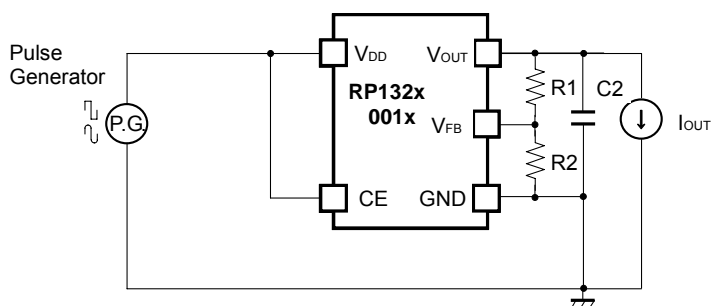 Pulse
Generator
P.G.
VDD
VOUT
RP132x
001x
R1
C2
VFB
IOUT
R2
CE
GND